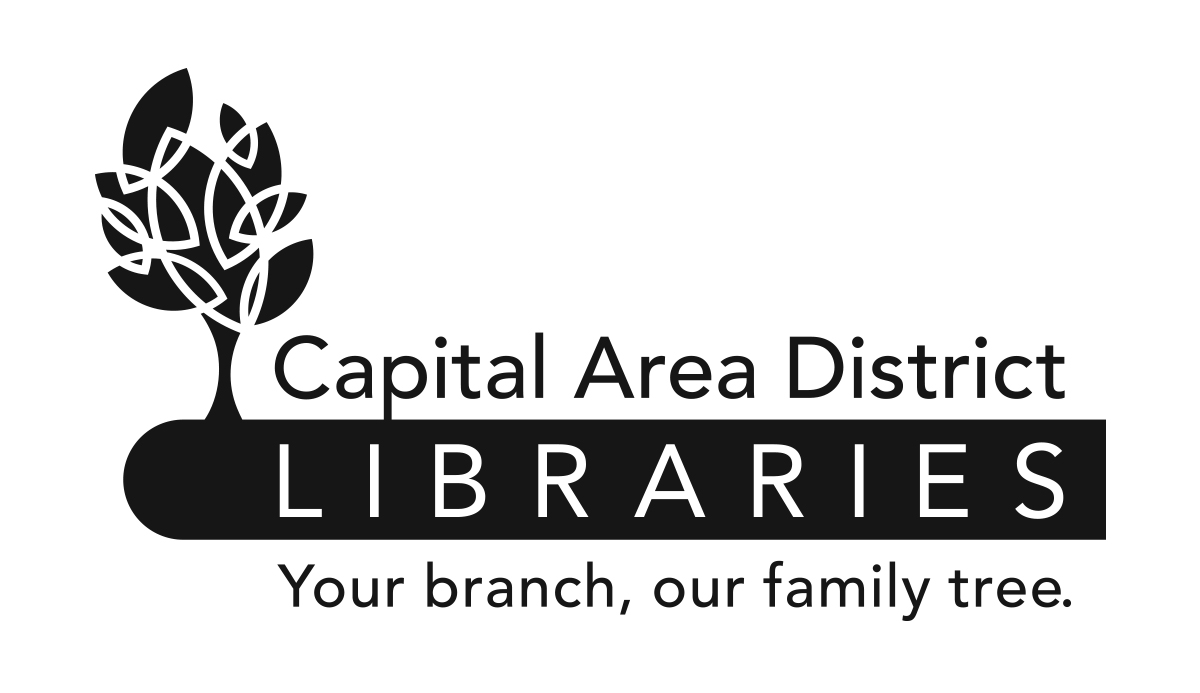 Capital Area District
LIBRARIES
Your branch, our family tree.